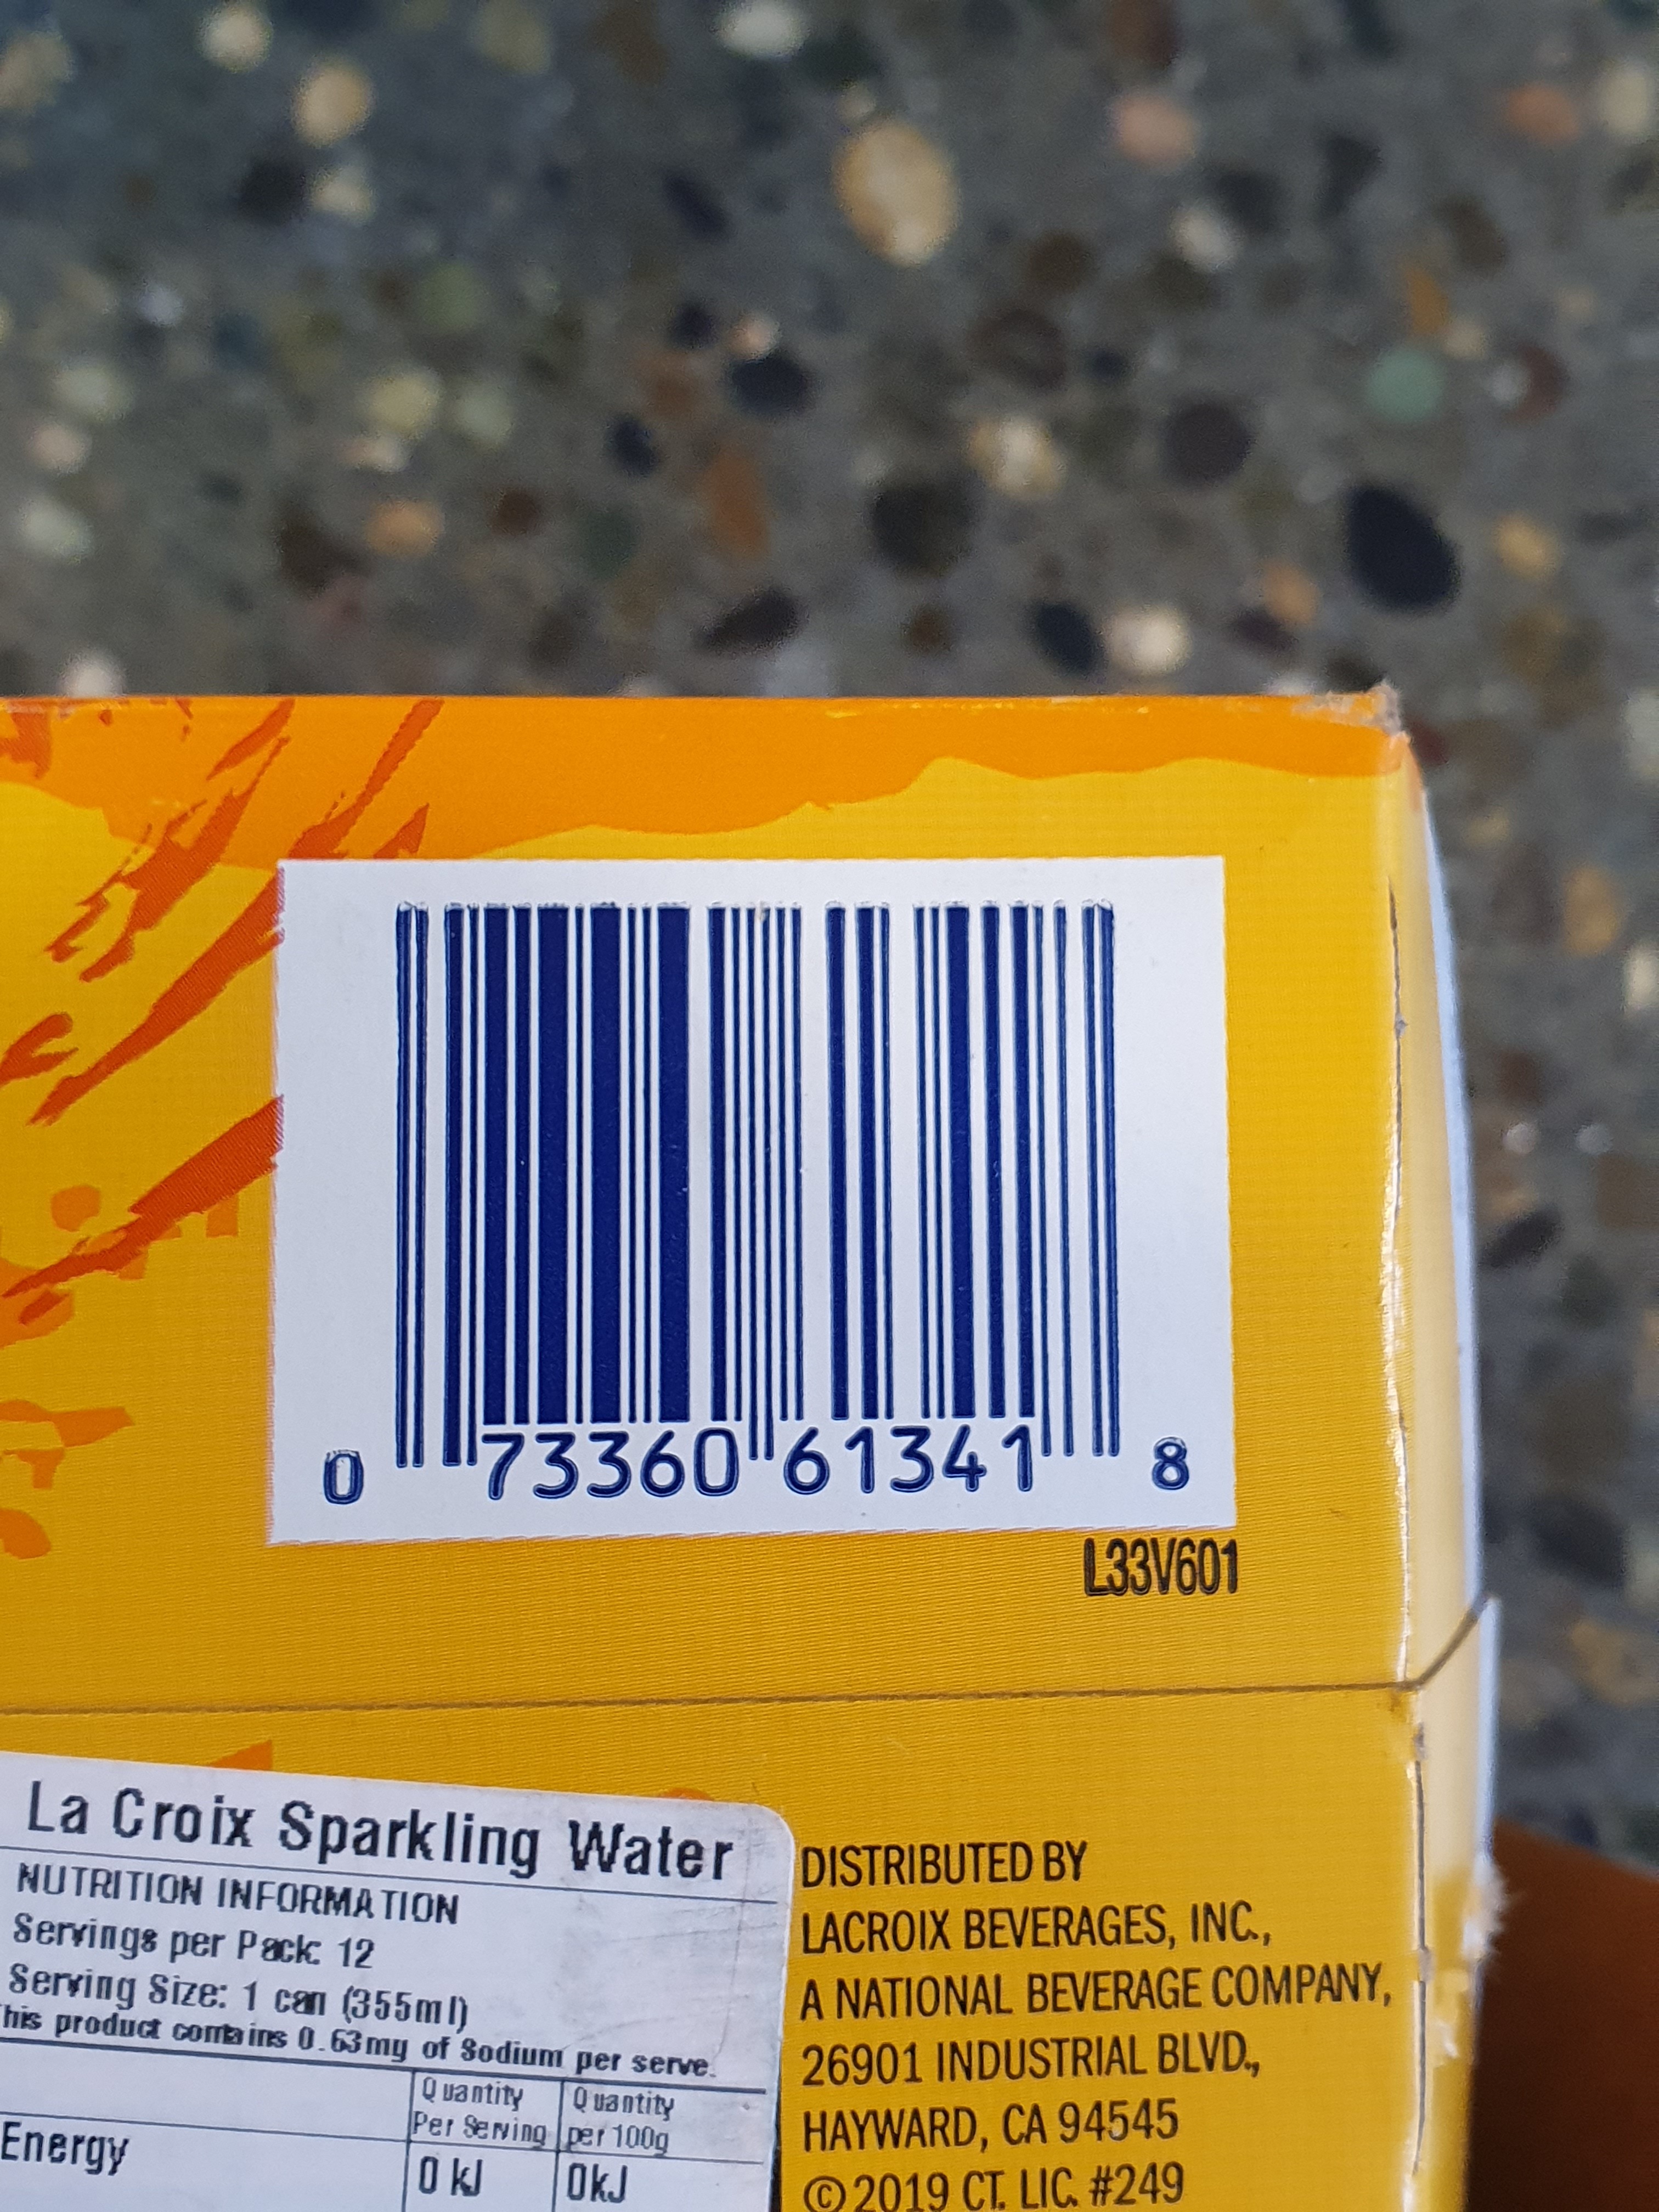 0 73360 61341 8
L33V601
La Croix Sparkling Water
NUTRITION INFORMATION
Servings per Pack: 12
Serving Size: 1 can (355ml)
This product contains 0.63mg of Sodium per serve.
Quantity Per Serving
Quantity per 100g
Energy 0 kJ 0kJ
DISTRIBUTED BY
LACROIX BEVERAGES, INC.,
A NATIONAL BEVERAGE COMPANY,
26901 INDUSTRIAL BLVD.,
HAYWARD, CA 94545
©2019 CT. LIC. #249